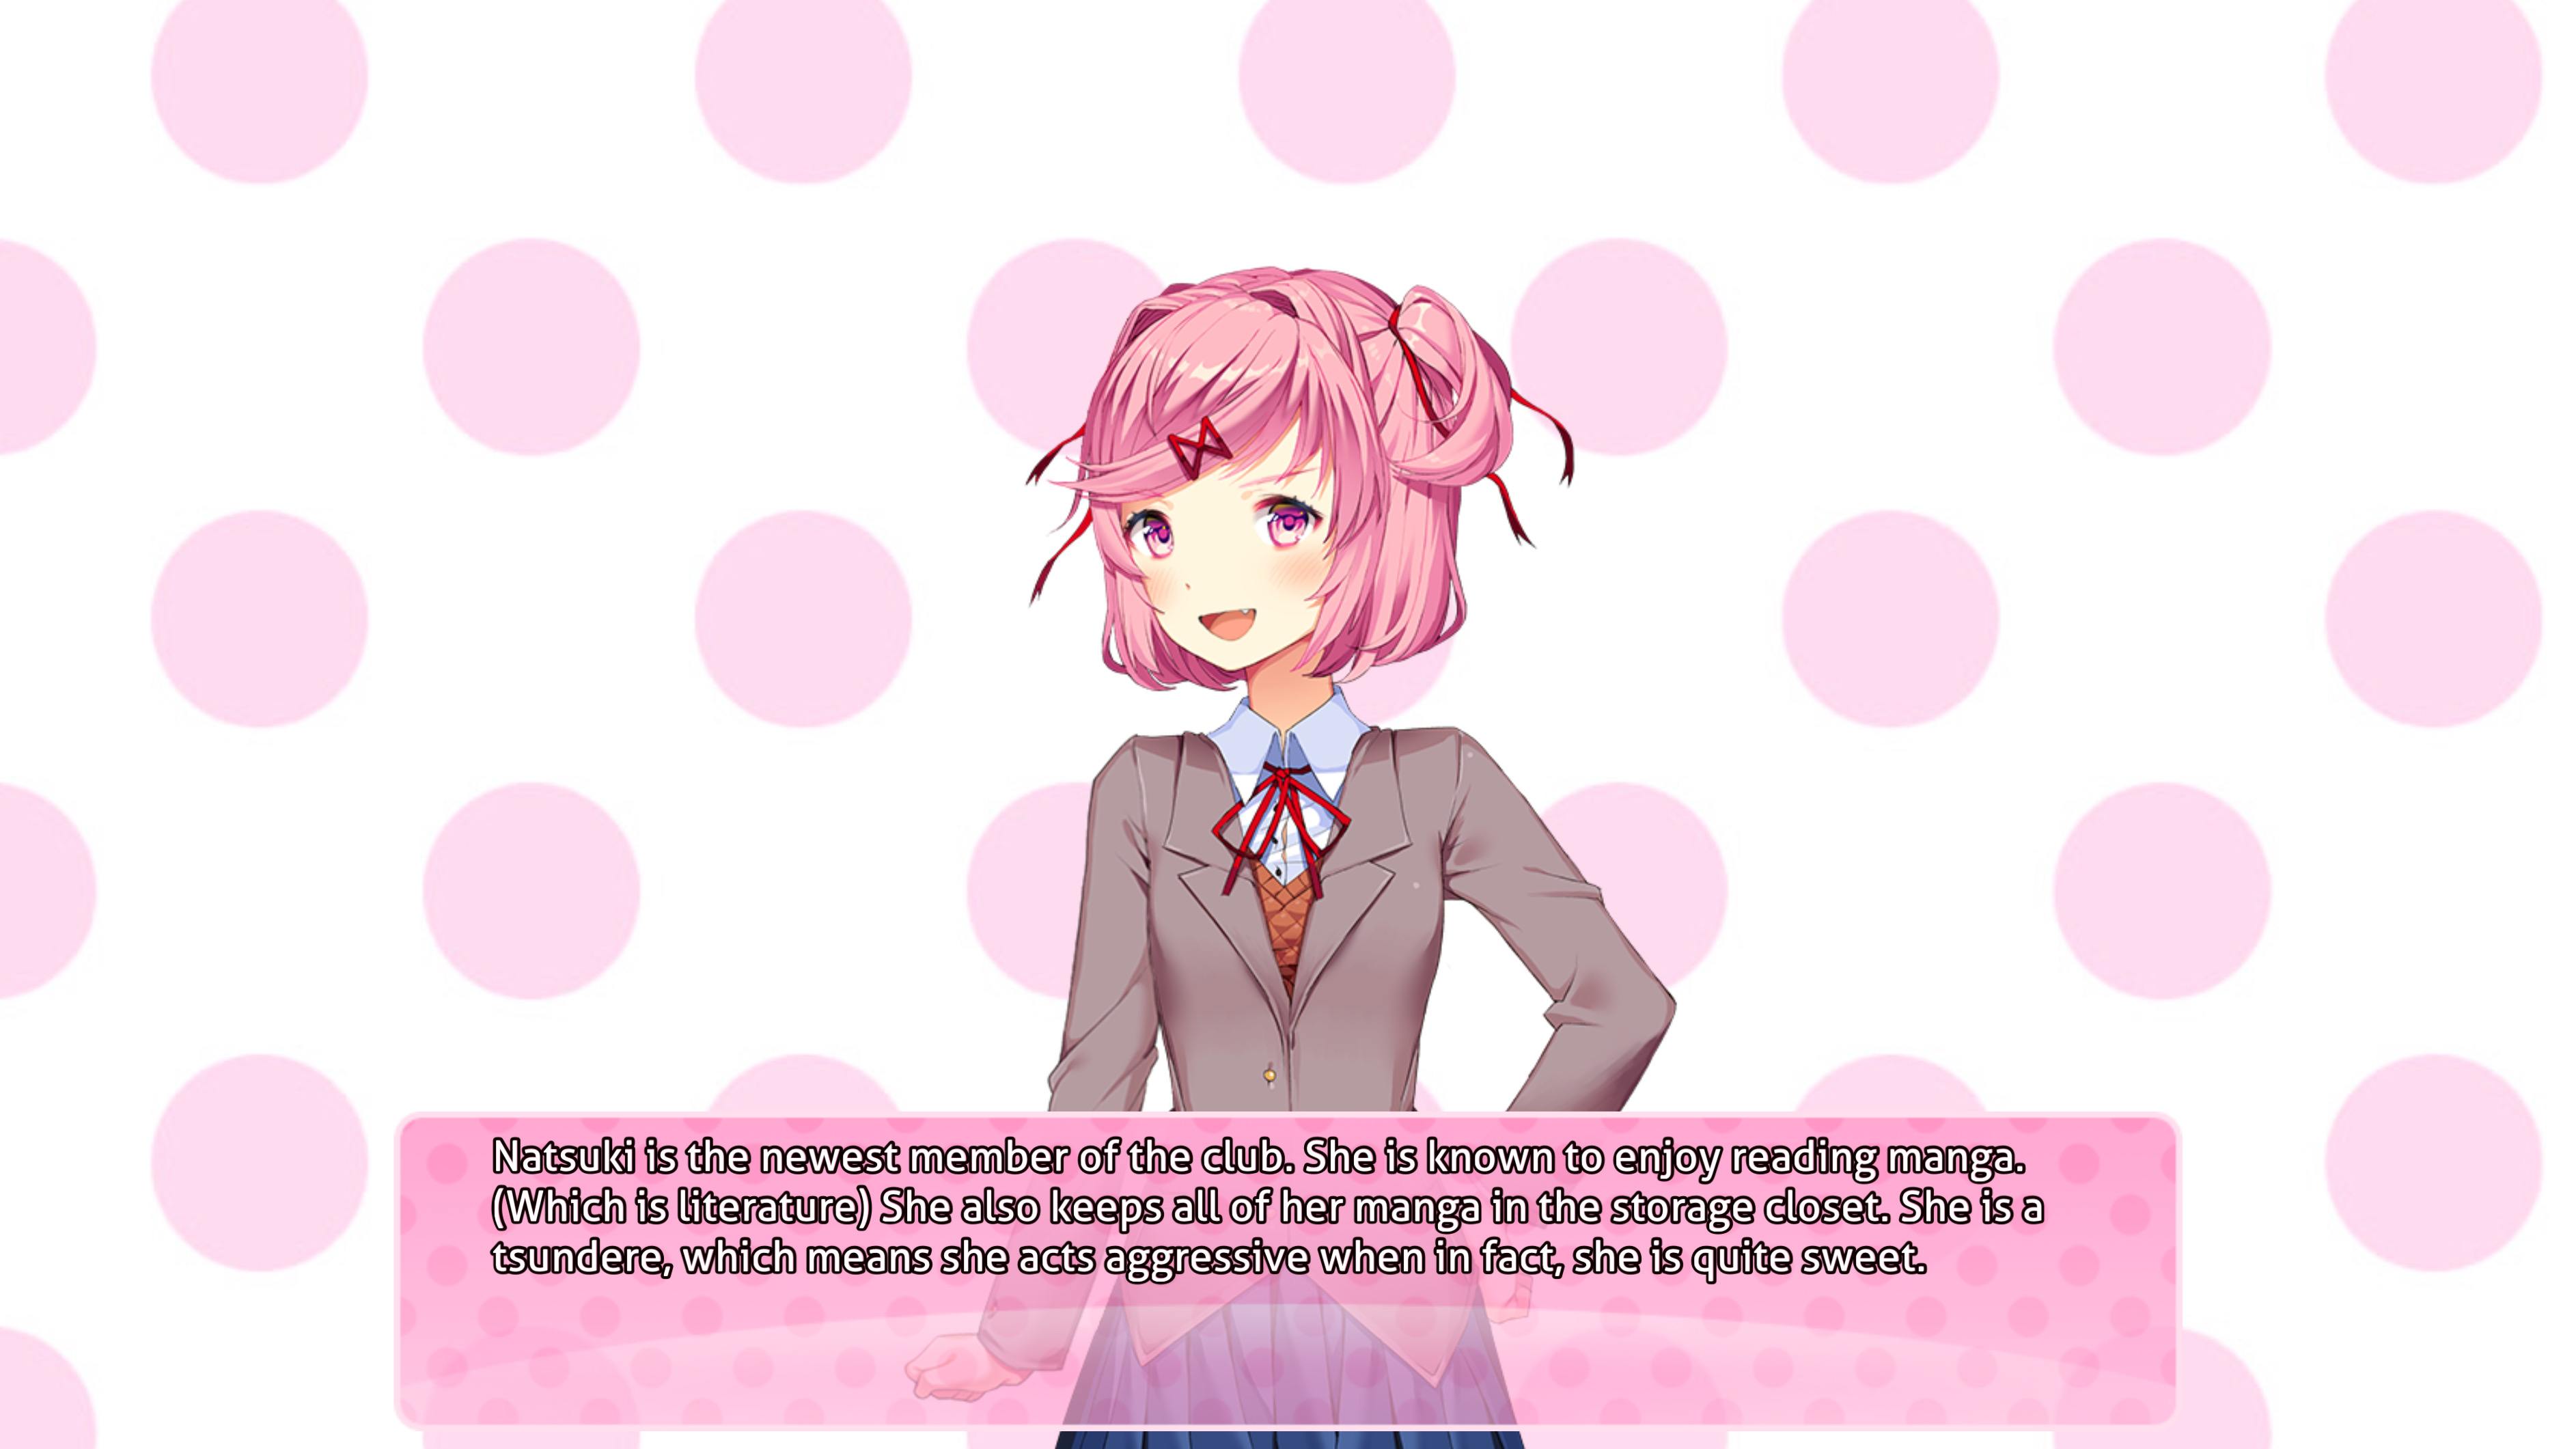 Natsuki is the newest member of the club. She is known to enjoy reading manga.
(Which is literature) She also keeps all of her manga in the storage closet. She is a
tsundere, which means she acts aggressive when in fact, she is quite sweet.